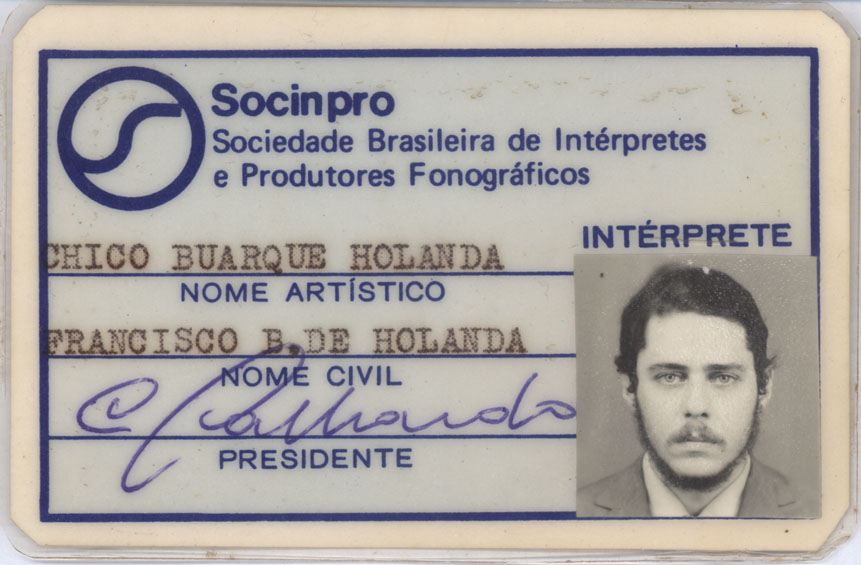 Socinpro
Sociedade Brasileira de Intérpretes
e Produtores Fonográficos
INTÉRPRETE
CHICO BUARQUE HOLANDA
NOME ARTÍSTICO
FRANCISCO B. DE HOLANDA
NOME CIVIL
PRESIDENTE